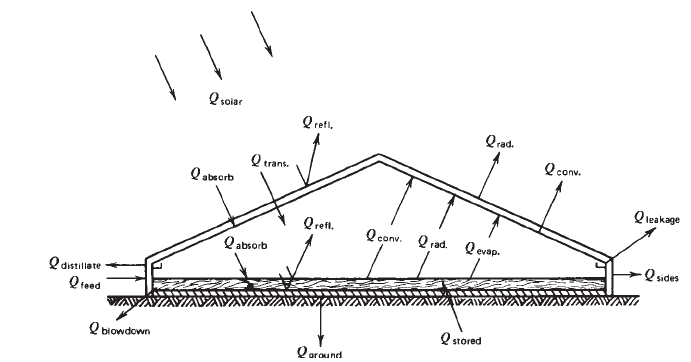 Q solar
Q refl.
Q rad.
Q trans.
Q absorb
Q conv.
Q refl.
Q leakage
Q absorb
Q conv.
Q rad.
Q evap.
Q distillate
Q feed
Q sides
Q blowdown
Q stored
Q ground